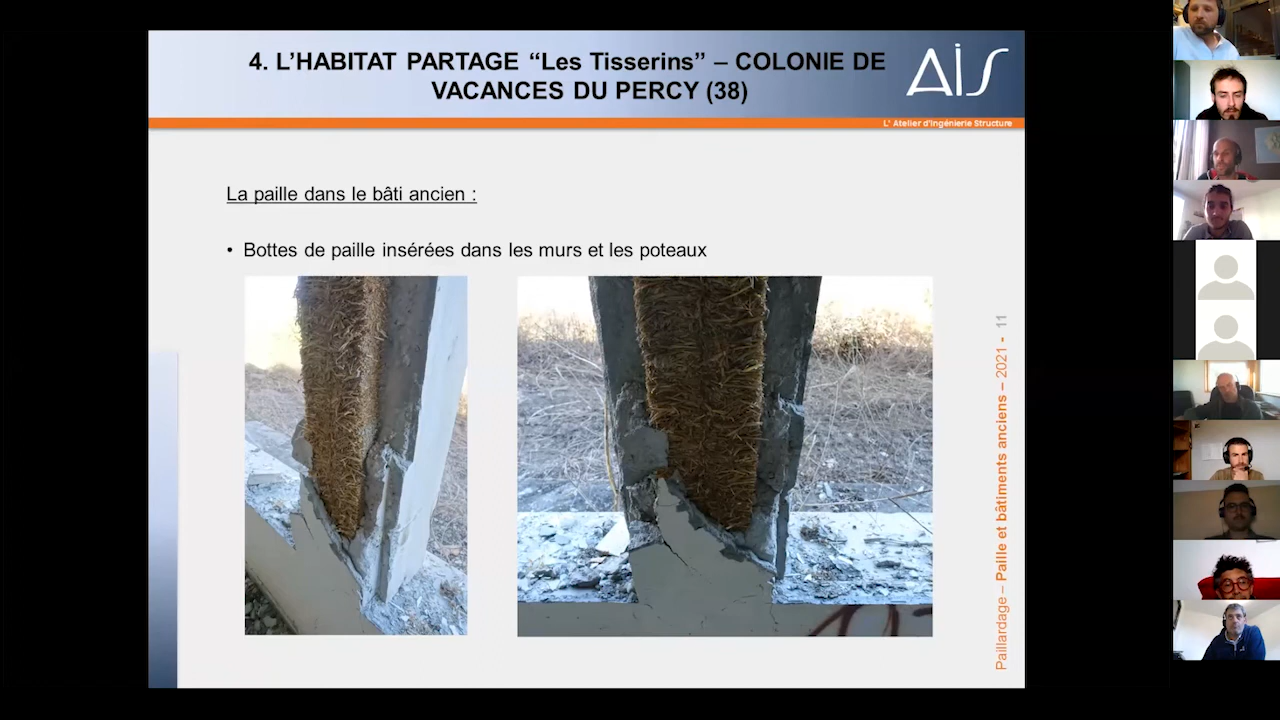 4. L’HABITAT PARTAGE “Les Tisserins” – COLONIE DE
VACANCES DU PERCY (38)
AIS
L' Atelier d'Ingénierie Structure
La paille dans le bâti ancien :
• Bottes de paille insérées dans les murs et les poteaux
Paillardage – Paille et bâtiments anciens – 2021 - 11